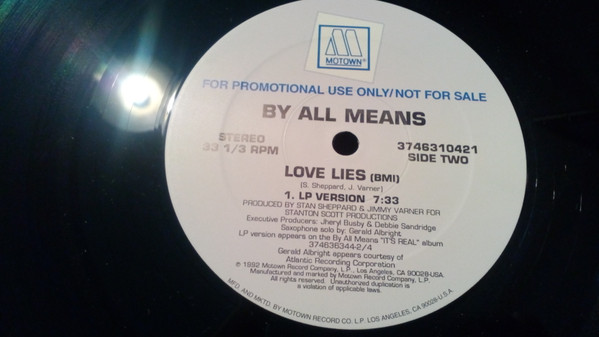 M
MOTOWN®
FOR PROMOTIONAL USE ONLY/NOT FOR SALE
BY ALL MEANS
STEREO
33 1/3 RPM
3746310421
SIDE TWO
LOVE LIES (BMI)
(S. Sheppard, J. Varner)
1. LP VERSION 7:33
PRODUCED BY STAN SHEPPARD & JIMMY VARNER FOR
STANTON SCOTT PRODUCTIONS
Executive Producers: Jheryl Busby & Debbie Sandridge
Saxophone solo by: Gerald Albright
LP version appears on the By All Means "IT'S REAL" album
374636344-2/4
Gerald Albright appears courtesy of
Atlantic Recording Corporation
℗ 1992 Motown Record Company, L.P., Los Angeles, CA 90028-USA.
Manufactured and marked by Motown Record Company, L.P.
All rights reserved. Unauthorized duplication is
a violation of applicable laws.
MFG. AND MKTD. BY MOTOWN RECORD CO. L.P. LOS ANGELES, CA 90028-U.S.A